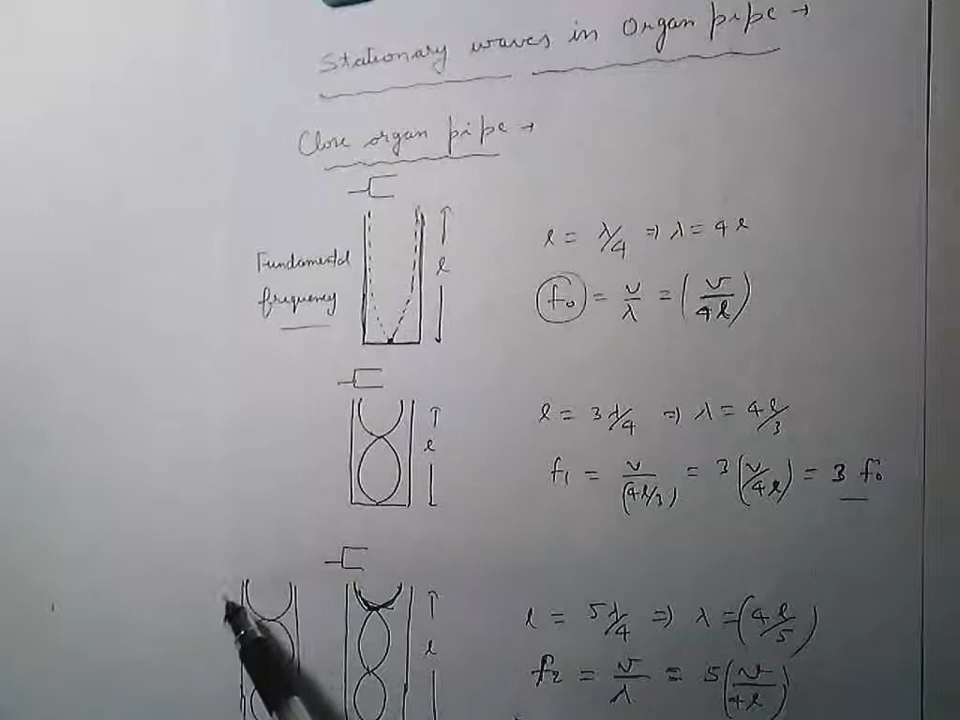 Stationary waves in Organ pipe →
Close organ pipe →
Fundamental
frequency
l
l = λ/4 ⇒ λ = 4l
f₀ = v/λ = (v/4l)
l
l = 3λ/4 ⇒ λ = 4l/3
f₁ = v/(4l/3) = 3(v/4l) = 3 f₀
l
l = 5λ/4 ⇒ λ = (4l/5)
f₂ = v/λ = 5(v/4l)